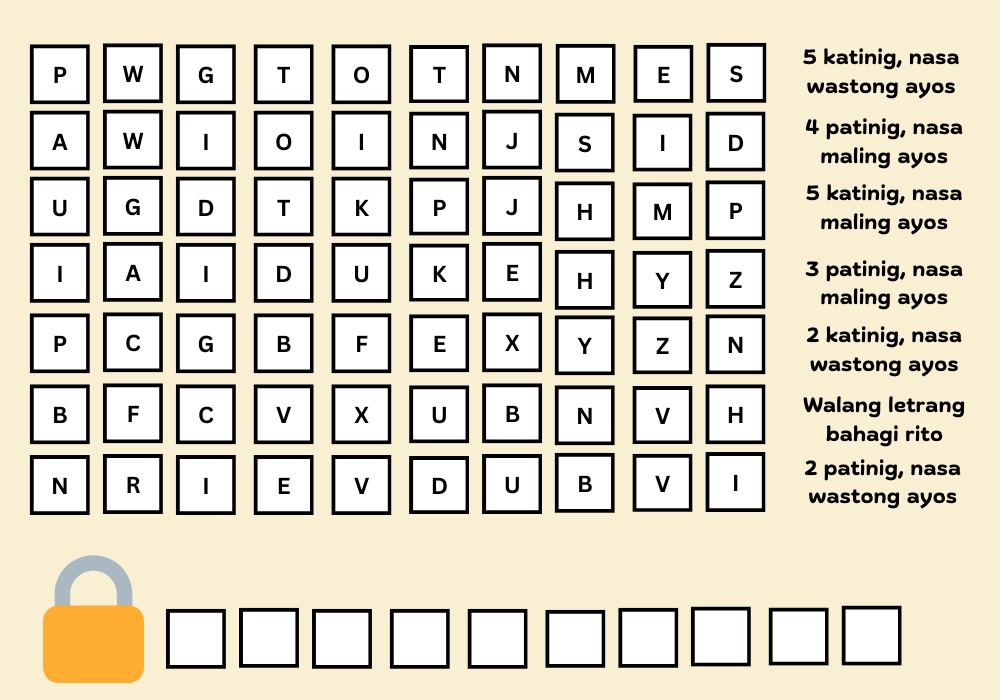 P W G T O T N M E S 5 katinig, nasa
wastong ayos
A W I O I N J S I D 4 patinig, nasa
maling ayos
U G D T K P J H M P 5 katinig, nasa
maling ayos
I A I D U K E H Y Z 3 patinig, nasa
maling ayos
P C G B F E X Y Z N 2 katinig, nasa
wastong ayos
B F C V X U B N V H Walang letrang
bahagi rito
N R I E V D U B V I 2 patinig, nasa
wastong ayos